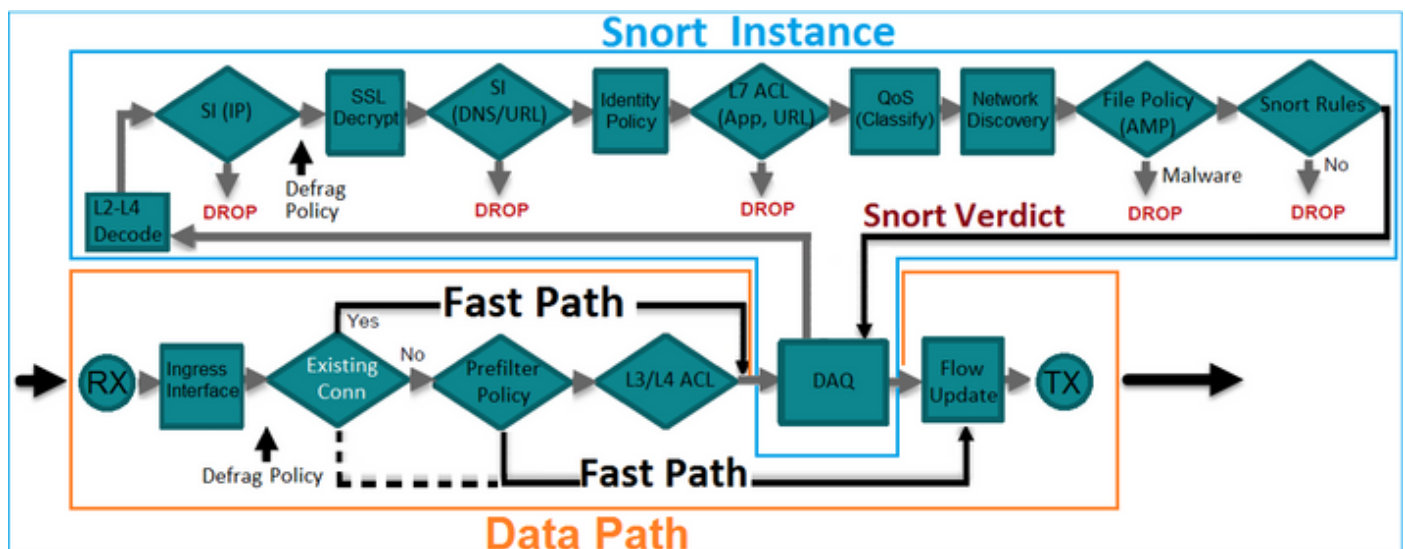 Snort Instance
SI (IP)
SSL
Decrypt
SI
(DNS/URL)
Identity
Policy
L7 ACL
(App, URL)
QoS
(Classify)
Network
Discovery
File Policy
(AMP)
Snort Rules
Defrag
Policy
L2-L4
Decode
DROP
DROP
DROP
Malware
DROP
No
DROP
Snort Verdict
Fast Path
Yes
RX
Ingress
Interface
Existing
Conn
No
Prefilter
Policy
L3/L4 ACL
DAQ
Flow
Update
TX
Defrag Policy
Fast Path
Data Path